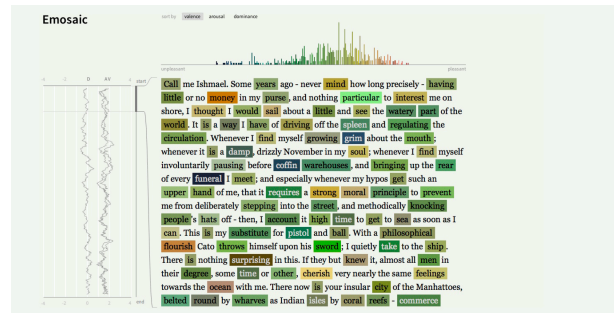 Emosaic
sort by valence arousal dominance
unpleasant pleasant
D AV
start
Call me Ishmael. Some years ago - never mind how long precisely - having
little or no money in my purse, and nothing particular to interest me on
shore, I thought I would sail about a little and see the watery part of the
world. It is a way I have of driving off the spleen and regulating the
circulation. Whenever I find myself growing grim about the mouth;
whenever it is a damp, drizzly November in my soul; whenever I find myself
involuntarily pausing before coffin warehouses, and bringing up the rear
of every funeral I meet; and especially whenever my hypos get such an
upper hand of me, that it requires a strong moral principle to prevent
me from deliberately stepping into the street, and methodically knocking
people's hats off - then, I account it high time to get to sea as soon as I
can. This is my substitute for pistol and ball. With a philosophical
flourish Cato throws himself upon his sword; I quietly take to the ship.
There is nothing surprising in this. If they but knew it, almost all men in
their degree, some time or other, cherish very nearly the same feelings
towards the ocean with me. There now is your insular city of the Manhattoes,
belted round by wharves as Indian isles by coral reefs - commerce
end